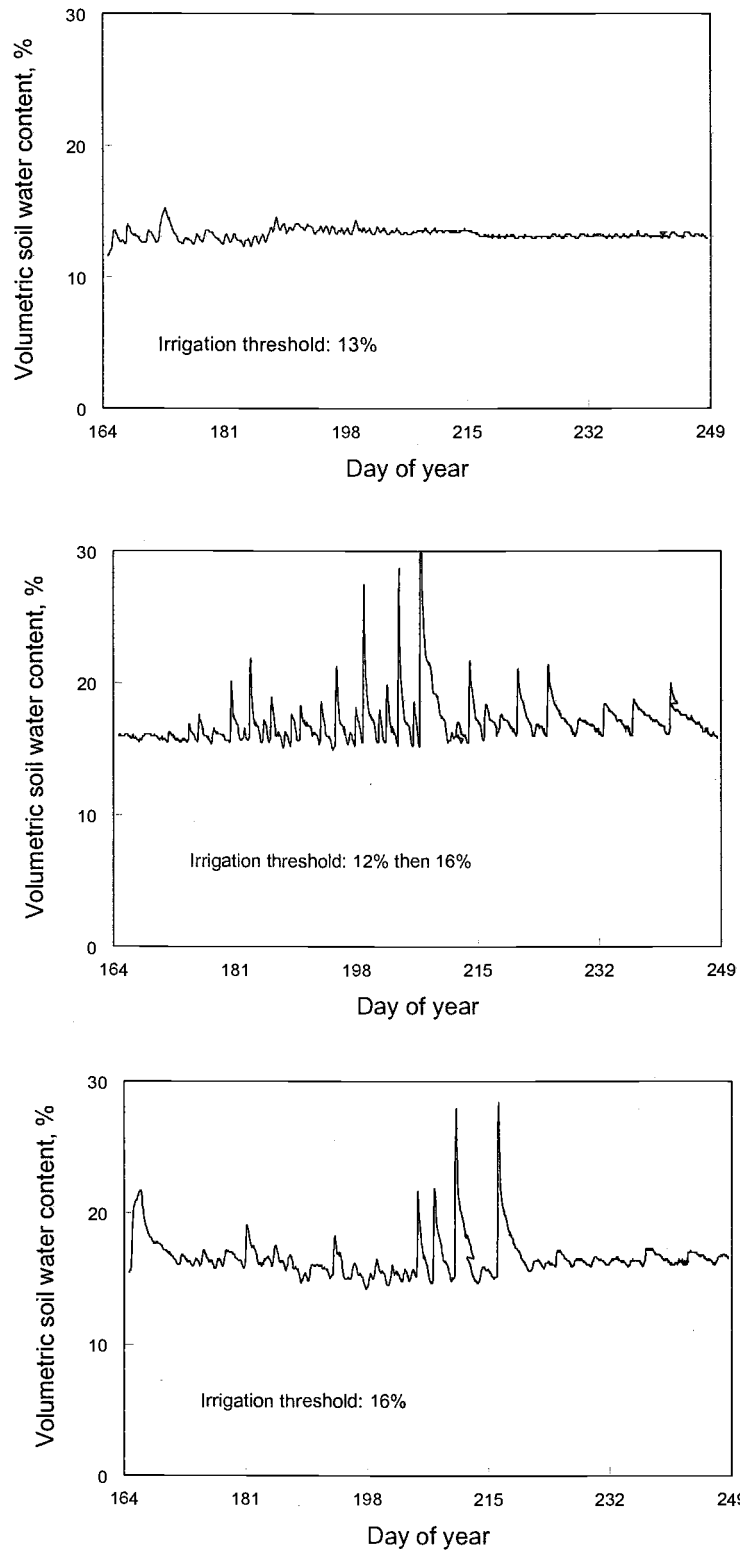 30
20
10
0
Volumetric soil water content, %
Irrigation threshold: 13%
164 181 198 215 232 249
Day of year
30
20
10
0
Volumetric soil water content, %
Irrigation threshold: 12% then 16%
164 181 198 215 232 249
Day of year
30
20
10
0
Volumetric soil water content, %
Irrigation threshold: 16%
164 181 198 215 232 249
Day of year